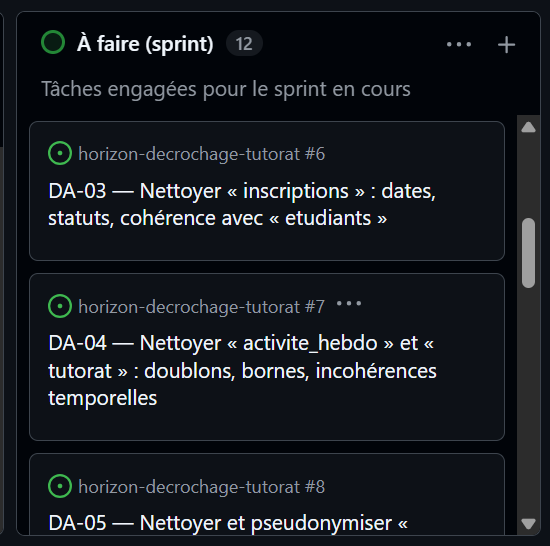 À faire (sprint) 12
Tâches engagées pour le sprint en cours
horizon-decrochage-tutorat #6
DA-03 — Nettoyer « inscriptions » : dates,
statuts, cohérence avec « etudiants »
horizon-decrochage-tutorat #7
DA-04 — Nettoyer « activite_hebdo » et «
tutorat » : doublons, bornes, incohérences
temporelles
horizon-decrochage-tutorat #8
DA-05 — Nettoyer et pseudonymiser «